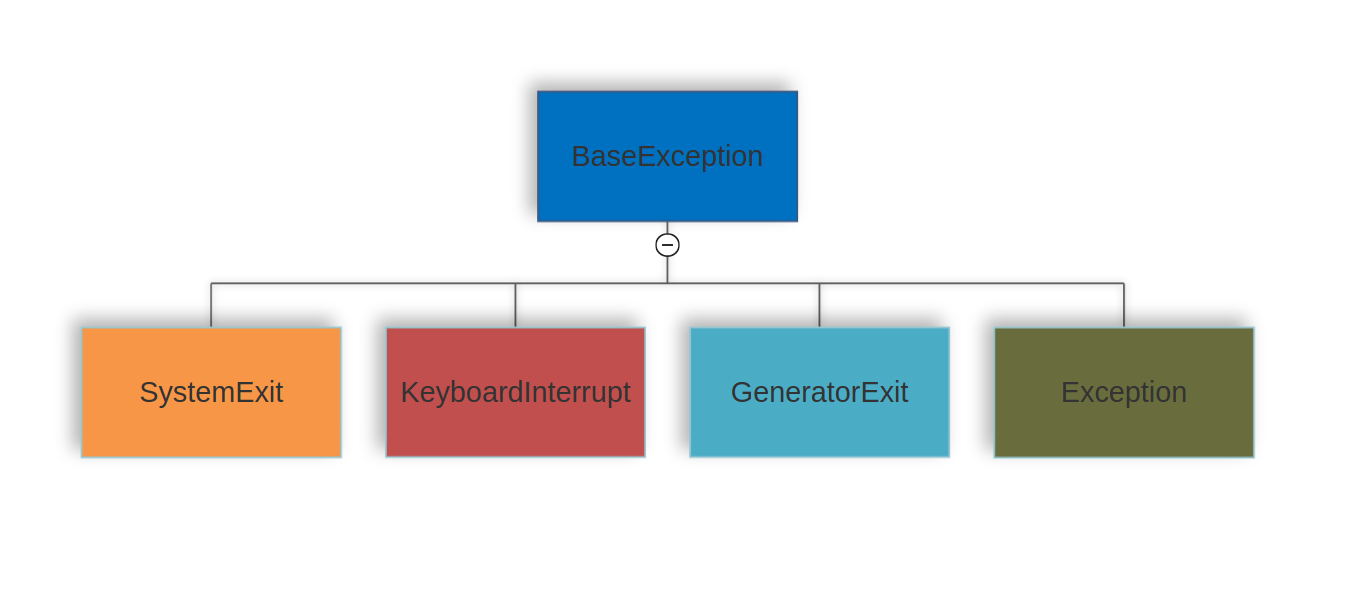 BaseException
SystemExit
KeyboardInterrupt
GeneratorExit
Exception